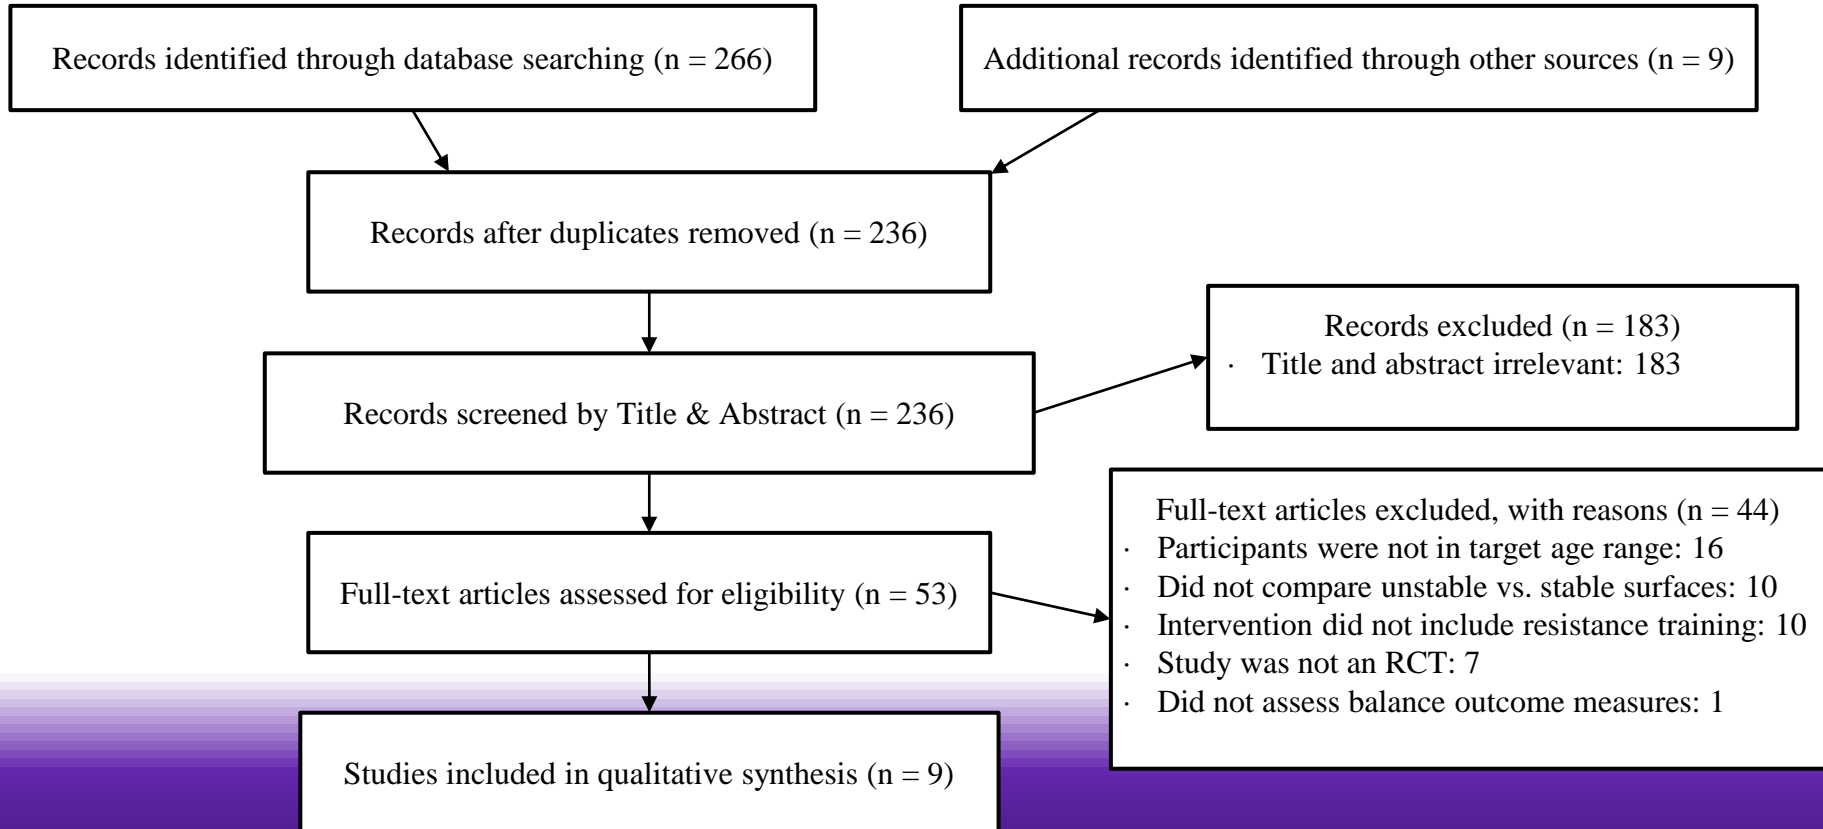 Records identified through database searching (n = 266)
Additional records identified through other sources (n = 9)
Records after duplicates removed (n = 236)
Records excluded (n = 183)
· Title and abstract irrelevant: 183
Records screened by Title & Abstract (n = 236)
Full-text articles excluded, with reasons (n = 44)
· Participants were not in target age range: 16
· Did not compare unstable vs. stable surfaces: 10
· Intervention did not include resistance training: 10
· Study was not an RCT: 7
· Did not assess balance outcome measures: 1
Full-text articles assessed for eligibility (n = 53)
Studies included in qualitative synthesis (n = 9)